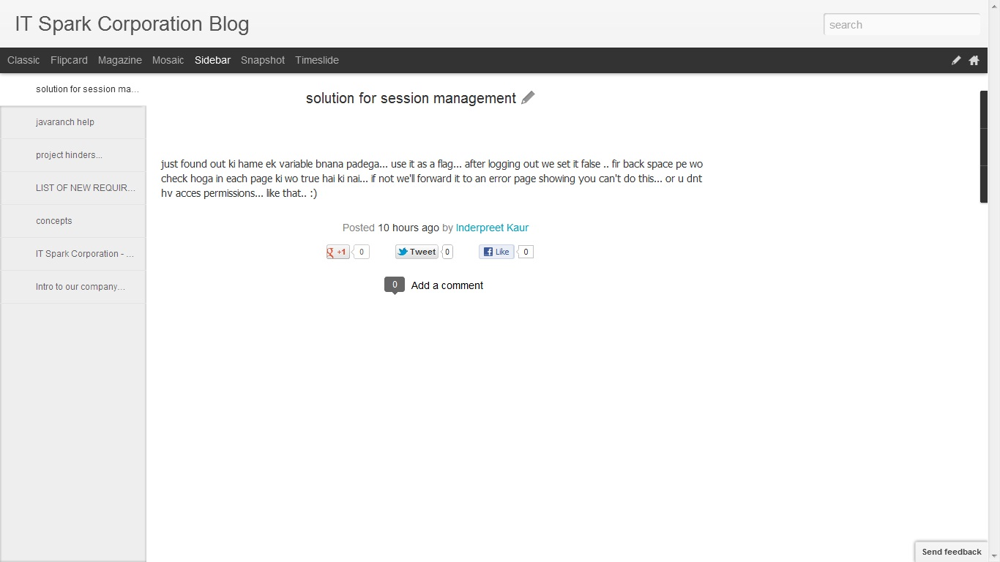 IT Spark Corporation Blog
search
Classic Flipcard Magazine Mosaic Sidebar Snapshot Timeslide
solution for session ma...
javaranch help
project hinders...
LIST OF NEW REQUIR...
concepts
IT Spark Corporation - ...
Intro to our company...
solution for session management
just found out ki hame ek variable bnana padega... use it as a flag... after logging out we set it false .. fir back space pe wo
check hoga in each page ki wo true hai ki nai... if not we'll forward it to an error page showing you can't do this... or u dnt
hv acces permissions... like that.. :)
Posted 10 hours ago by Inderpreet Kaur
g +1 0 Tweet 0 Like 0
0 Add a comment
Send feedback